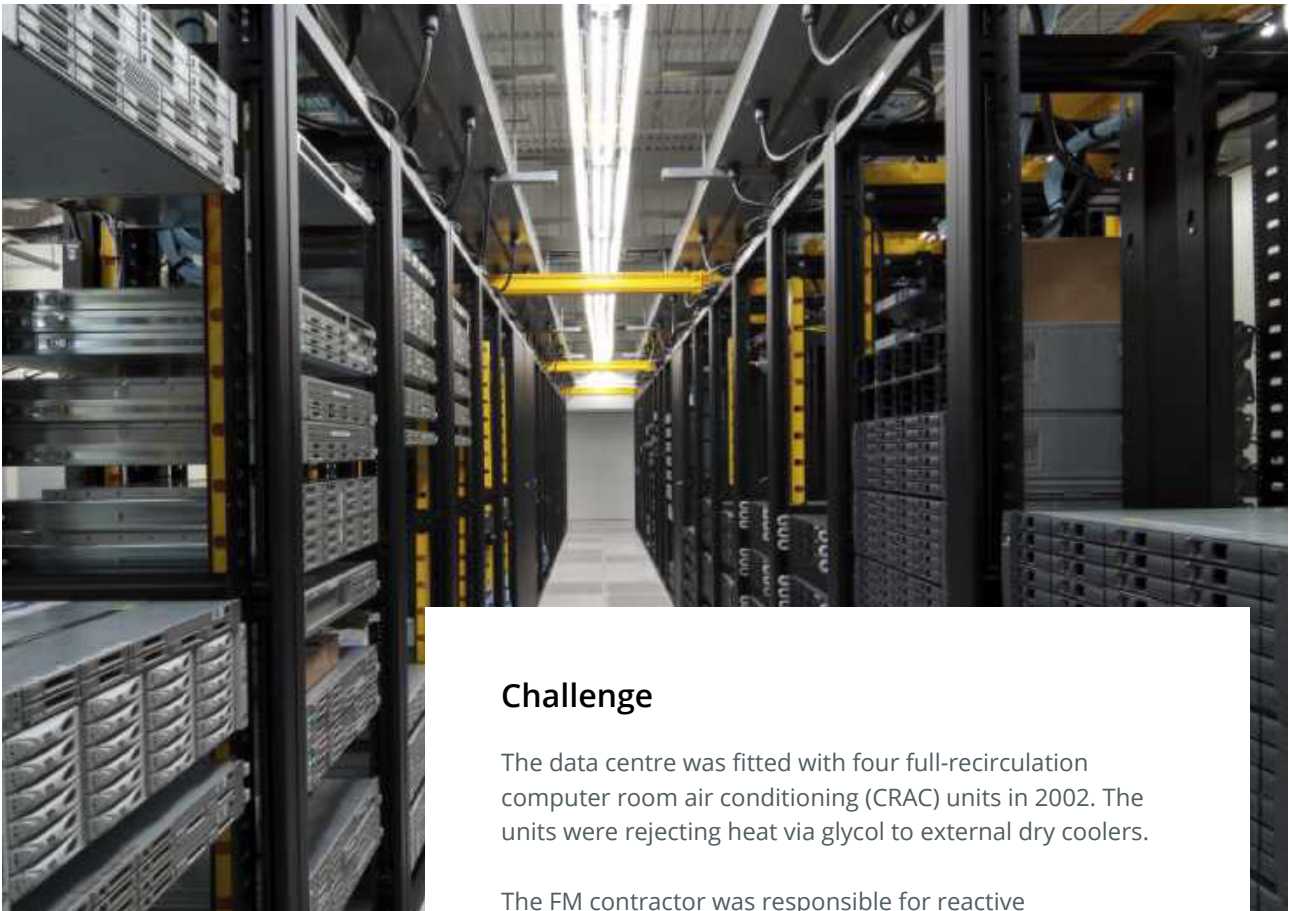 Challenge
The data centre was fitted with four full-recirculation
computer room air conditioning (CRAC) units in 2002. The
units were rejecting heat via glycol to external dry coolers.
The FM contractor was responsible for reactive